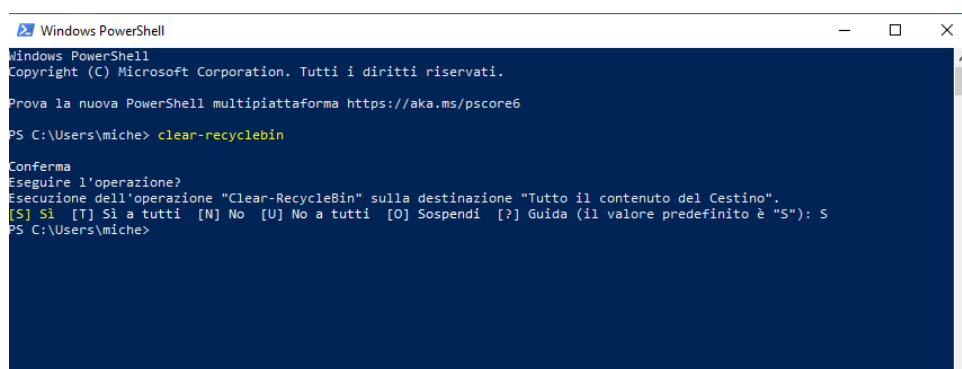 Windows PowerShell
Windows PowerShell
Copyright (C) Microsoft Corporation. Tutti i diritti riservati.
Prova la nuova PowerShell multipiattaforma https://aka.ms/pscore6
PS C:\Users\miche> clear-recyclebin
Conferma
Eseguire l'operazione?
Esecuzione dell'operazione "Clear-RecycleBin" sulla destinazione "Tutto il contenuto del Cestino".
[S] Sì  [T] Sì a tutti  [N] No  [U] No a tutti  [O] Sospendi  [?] Guida (il valore predefinito è "S"): S
PS C:\Users\miche>